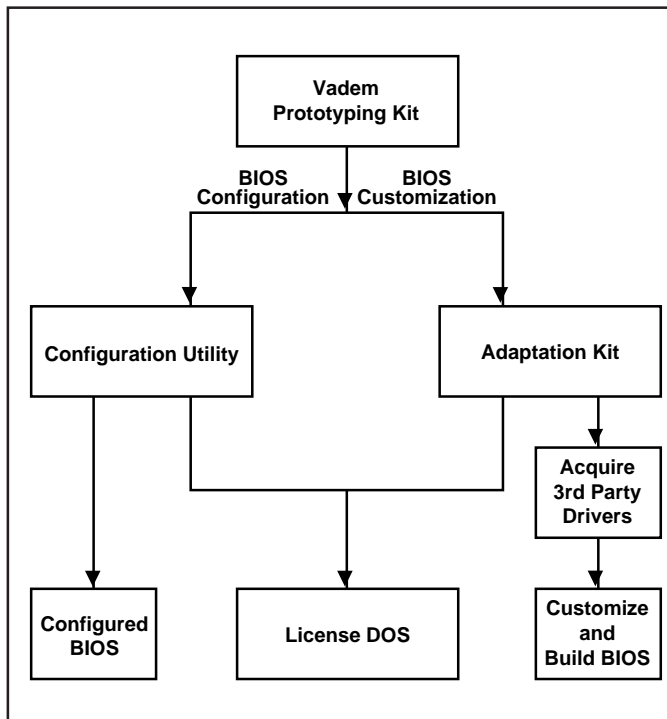 Vadem
Prototyping Kit
BIOS
Configuration
BIOS
Customization
Configuration Utility
Adaptation Kit
Acquire
3rd Party
Drivers
Configured
BIOS
License DOS
Customize
and
Build BIOS